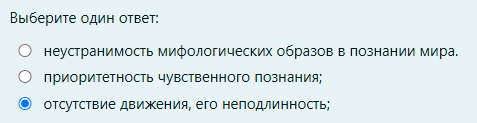 Выберите один ответ:
неустранимость мифологических образов в познании мира.
приоритетность чувственного познания;
отсутствие движения, его неподлинность;